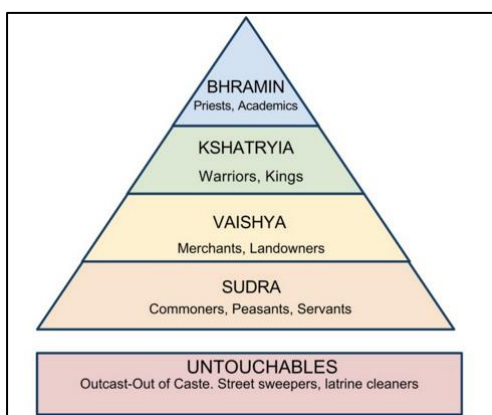 BHRAMIN
Priests, Academics
KSHATRYIA
Warriors, Kings
VAISHYA
Merchants, Landowners
SUDRA
Commoners, Peasants, Servants
UNTOUCHABLES
Outcast-Out of Caste. Street sweepers, latrine cleaners